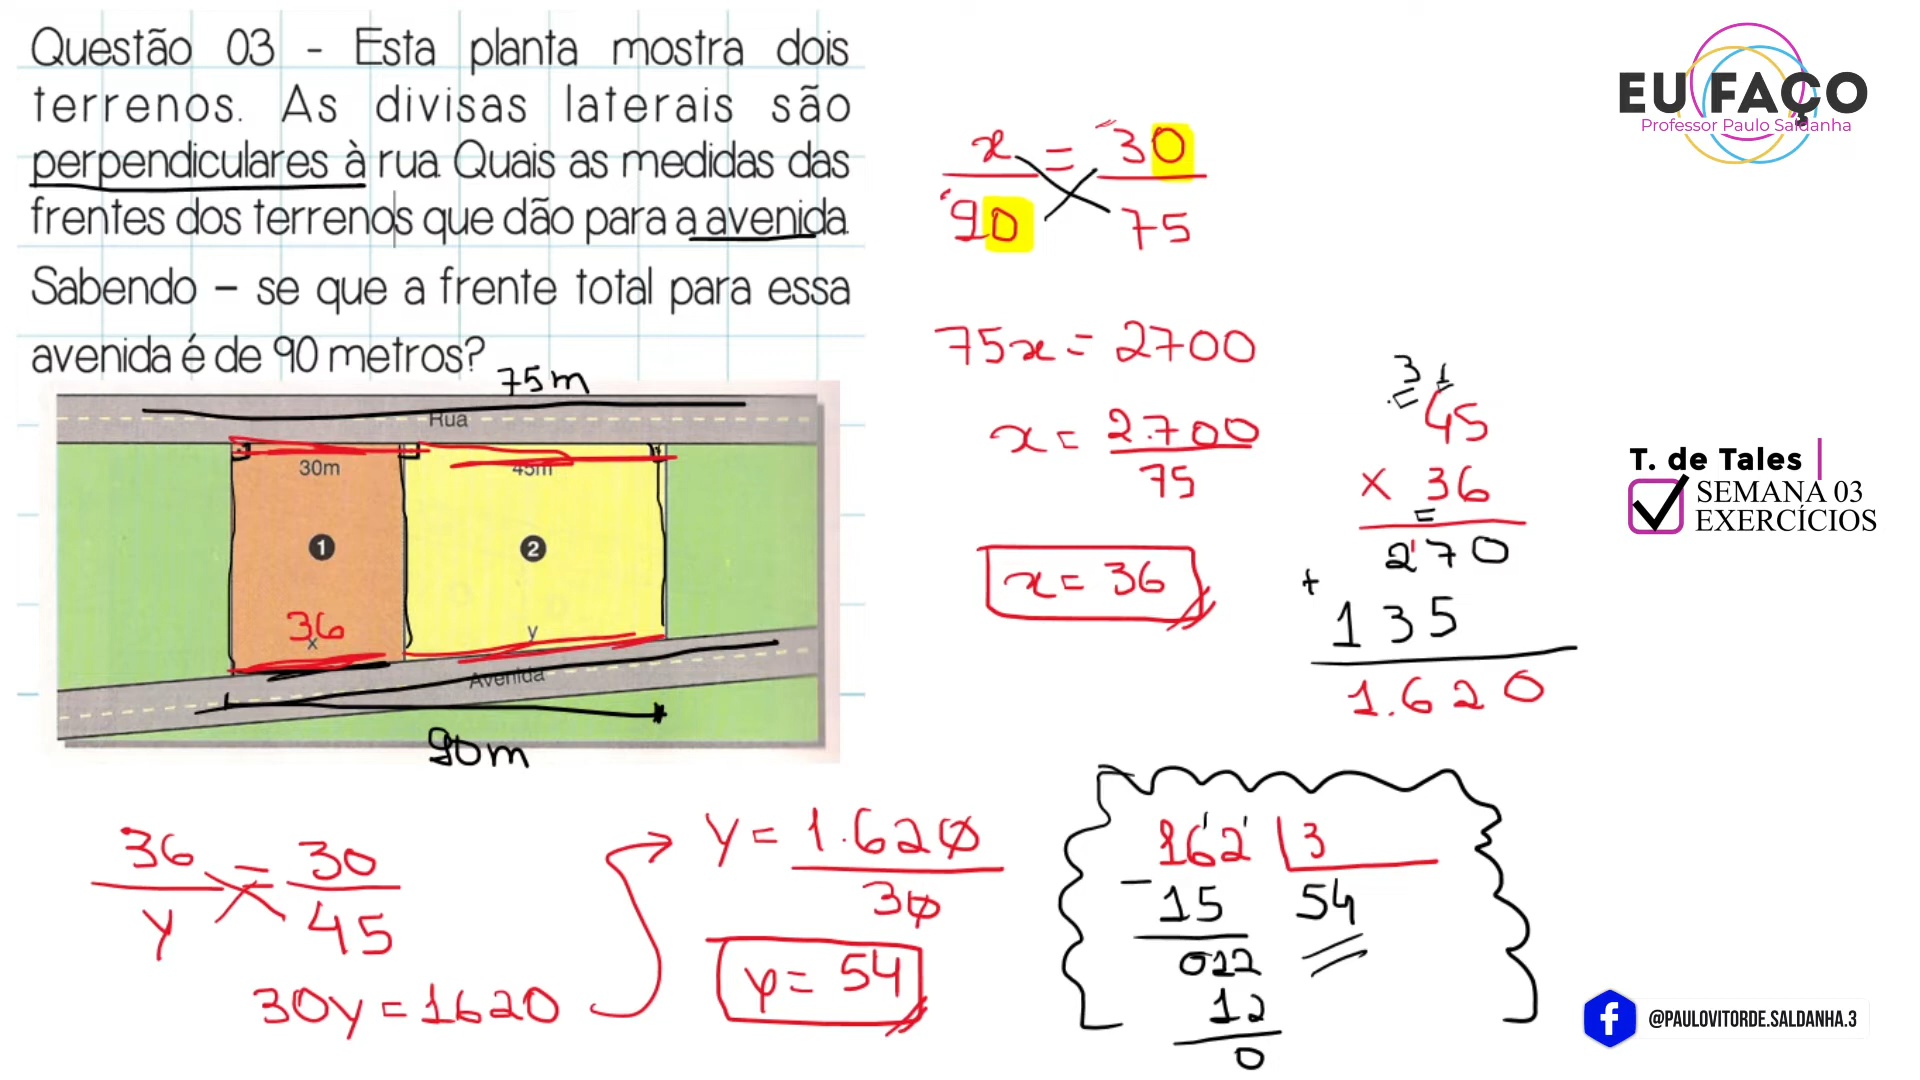 Questão 03 - Esta planta mostra dois
terrenos. As divisas laterais são
perpendiculares à rua. Quais as medidas das
frentes dos terrenos que dão para a avenida.
Sabendo – se que a frente total para essa
avenida é de 90 metros?
75m
Rua
30m
45m
1
2
36
x
y
Avenida
90m
x = 30
90 75
75x = 2700
x = 2.700
75
x = 36
3 1
45
x 36
270
+
135
1.620
36 = 30
y 45
30y = 1620
y = 1.620
30
y = 54
162 3
- 15 54
012
12
0
EU FAÇO
Professor Paulo Saldanha
T. de Tales
SEMANA 03
EXERCÍCIOS
f @PAULOVITORDE.SALDANHA.3